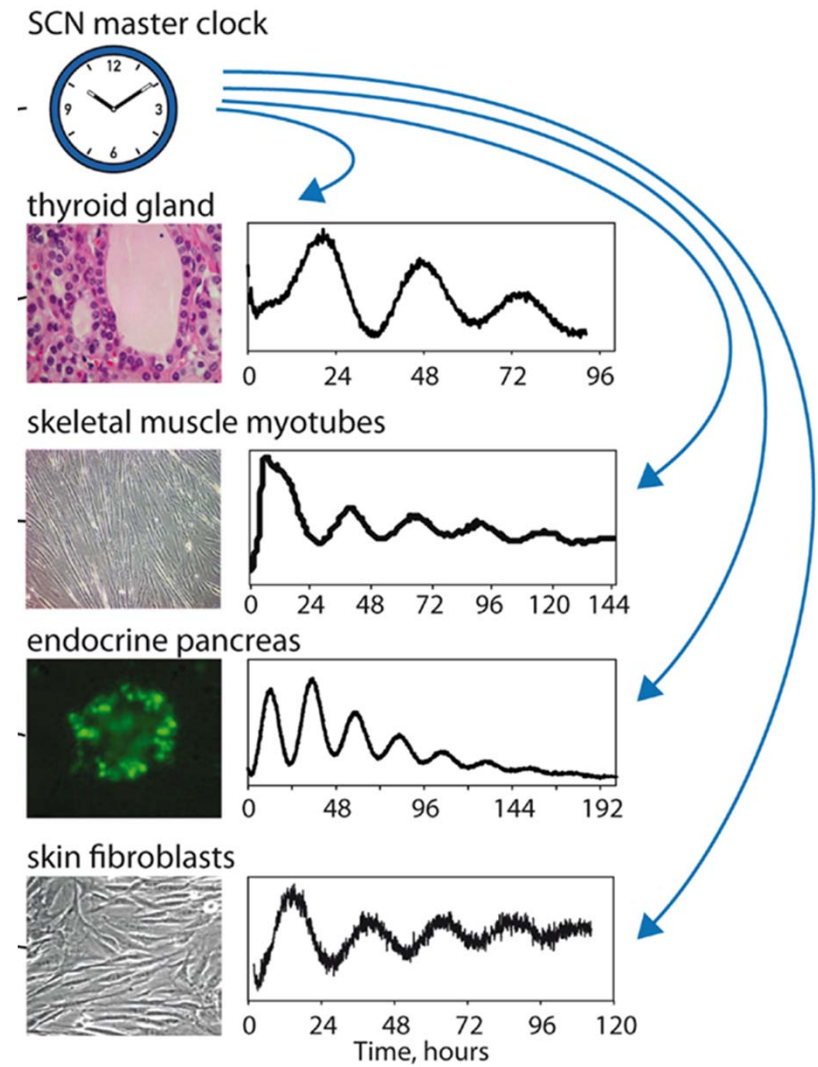 SCN master clock
12
9 3
6
thyroid gland
0 24 48 72 96
skeletal muscle myotubes
0 24 48 72 96 120 144
endocrine pancreas
0 48 96 144 192
skin fibroblasts
0 24 48 72 96 120
Time, hours